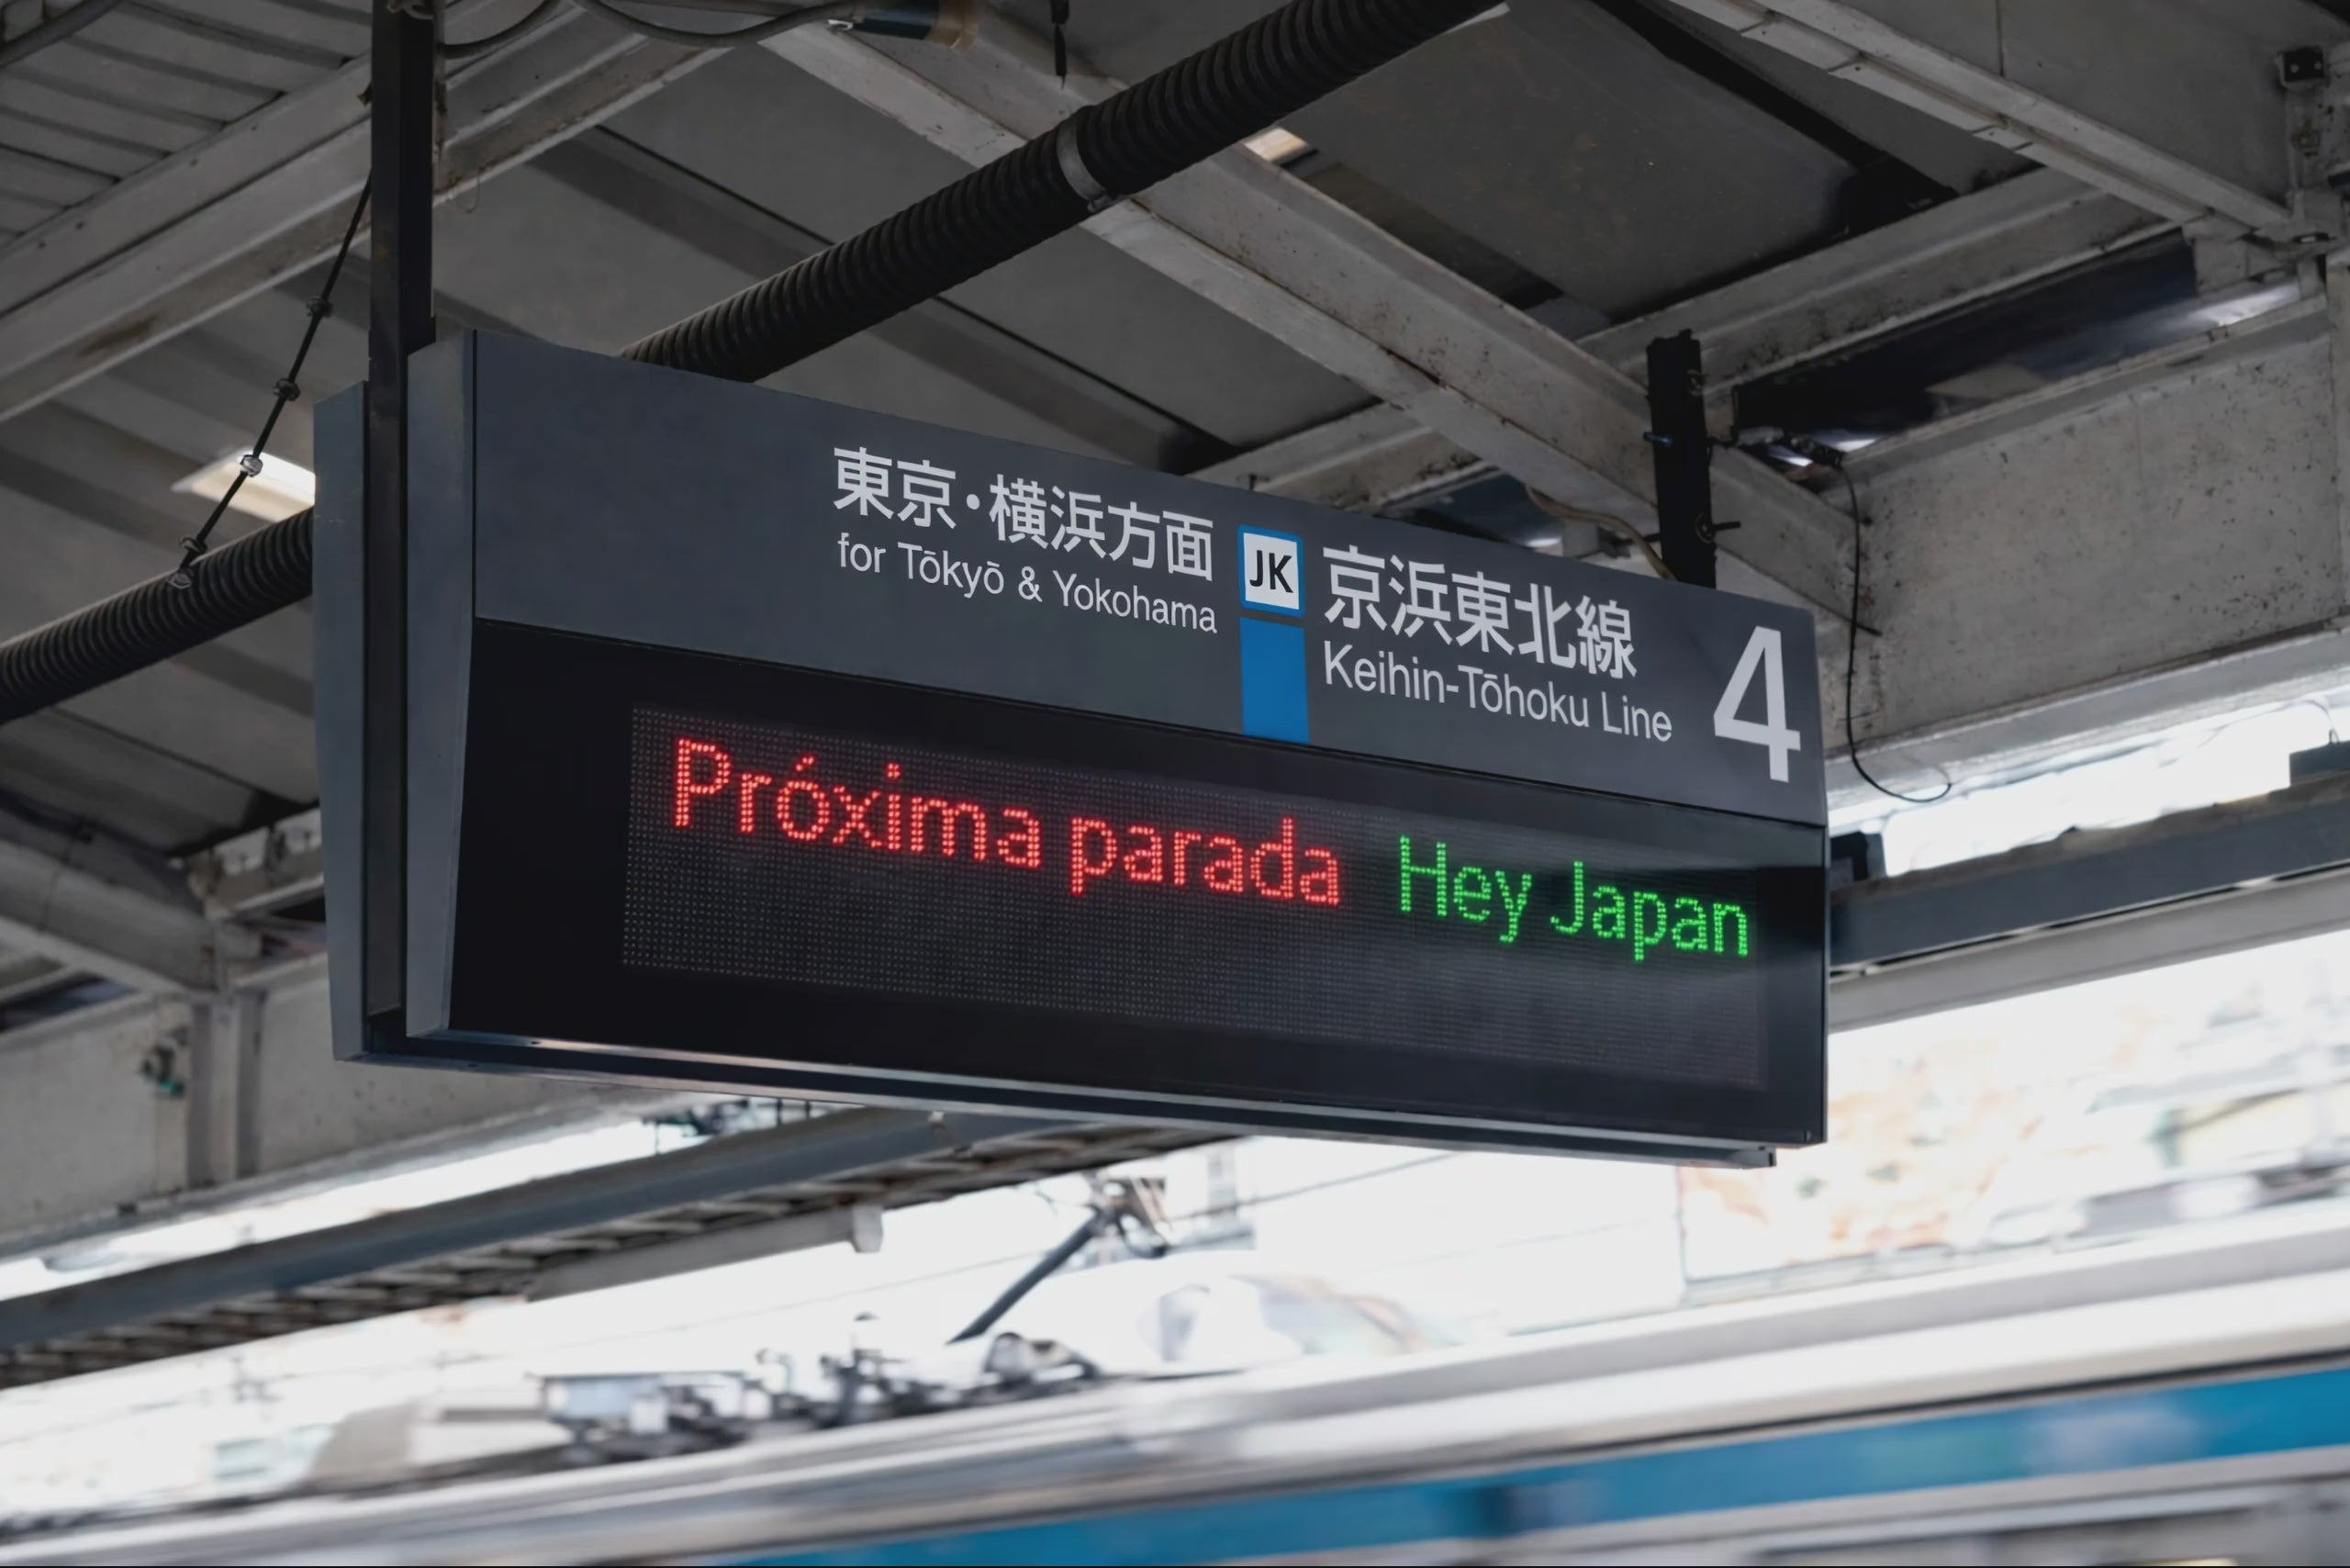 東京・横浜方面
for Tōkyō & Yokohama
JK
京浜東北線
Keihin-Tōhoku Line
4
Próxima parada Hey Japan